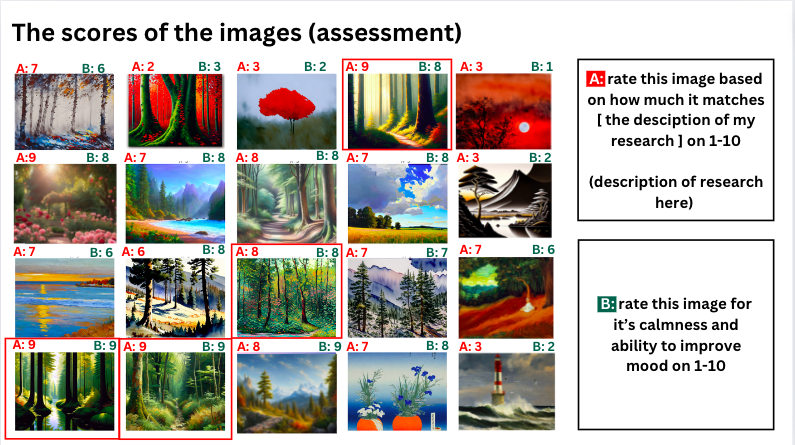 The scores of the images (assessment)
A: 7 B: 6 A: 2 B: 3 A: 3 B: 2 A: 9 B: 8 A: 3 B: 1
A:9 B: 8 A: 7 B: 8 A: 8 B: 8 A: 7 B: 8 A: 3 B: 2
A: 7 B: 6 A: 6 B: 8 A: 8 B: 8 A: 7 B: 7 A: 7 B: 6
A: 9 B: 9 A: 9 B: 9 A: 8 B: 9 A: 7 B: 8 A: 3 B: 2
A: rate this image based
on how much it matches
[ the desciption of my
research ] on 1-10
(description of research
here)
B: rate this image for
it’s calmness and
ability to improve
mood on 1-10